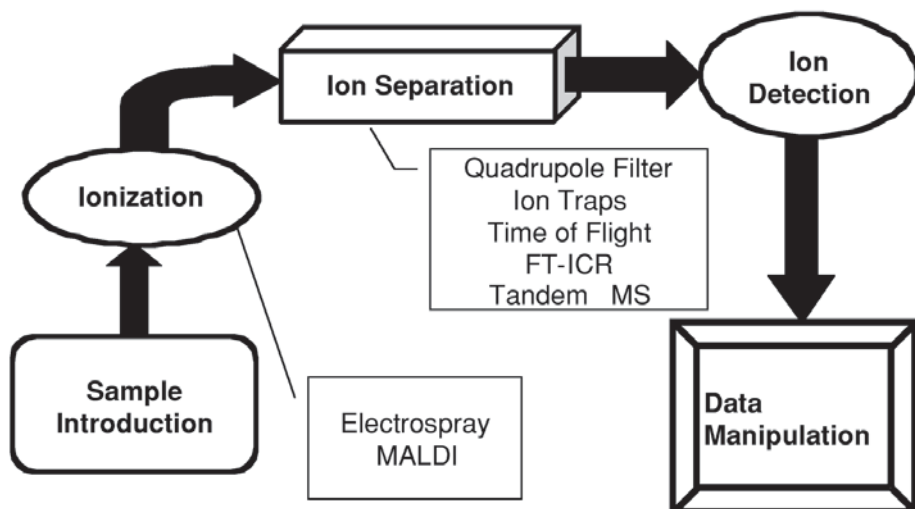 Sample
Introduction
Ionization
Electrospray
MALDI
Ion Separation
Quadrupole Filter
Ion Traps
Time of Flight
FT-ICR
Tandem MS
Ion
Detection
Data
Manipulation